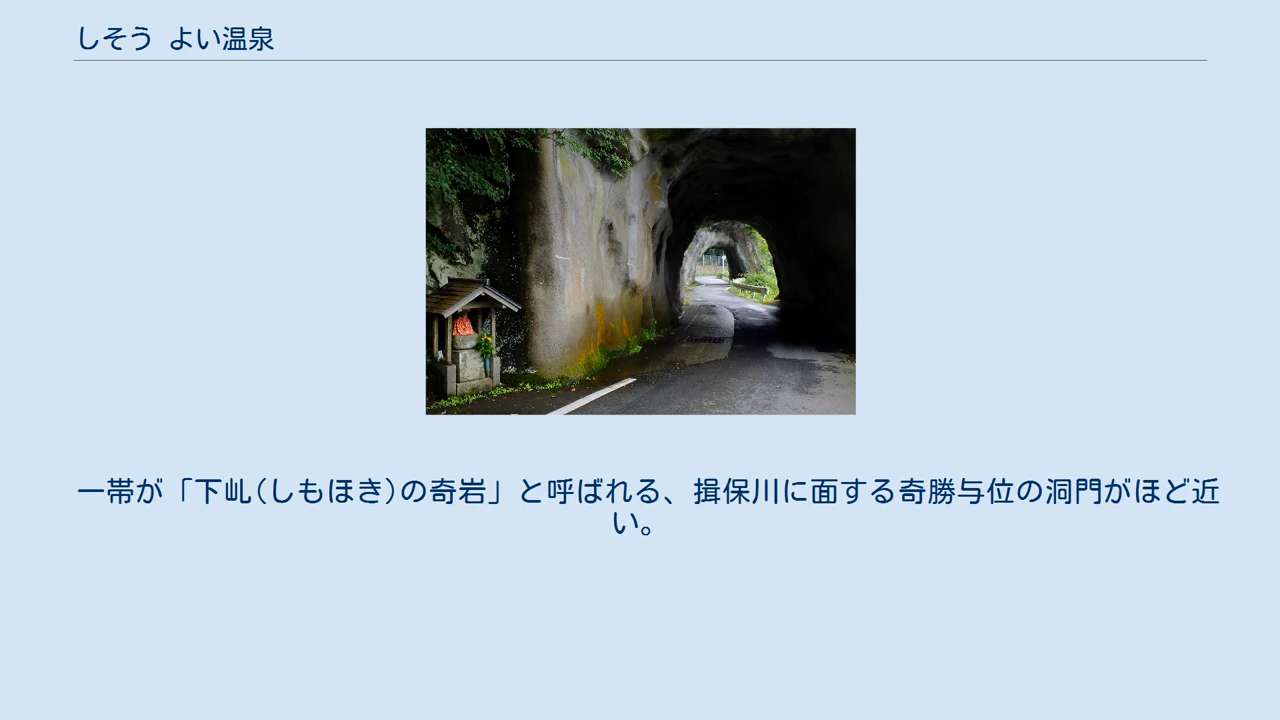 しそう よい温泉
一帯が「下乢(しもほき)の奇岩」と呼ばれる、揖保川に面する奇勝与位の洞門がほど近
い。